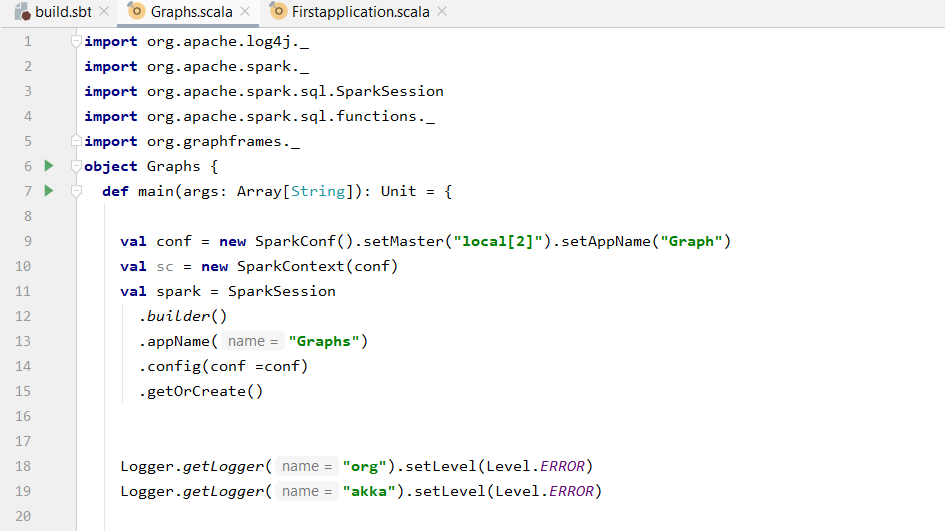 build.sbt × Graphs.scala × Firstapplication.scala ×
1 import org.apache.log4j._
2 import org.apache.spark._
3 import org.apache.spark.sql.SparkSession
4 import org.apache.spark.sql.functions._
5 import org.graphframes._
6 object Graphs {
7 def main(args: Array[String]): Unit = {
8
9 val conf = new SparkConf().setMaster("local[2]").setAppName("Graph")
10 val sc = new SparkContext(conf)
11 val spark = SparkSession
12 .builder()
13 .appName( name = "Graphs")
14 .config(conf =conf)
15 .getOrCreate()
16
17
18 Logger.getLogger( name = "org").setLevel(Level.ERROR)
19 Logger.getLogger( name = "akka").setLevel(Level.ERROR)
20